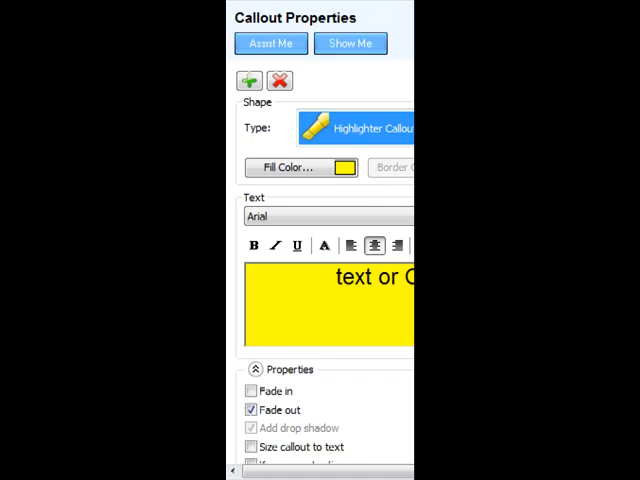 Callout Properties
Assist Me Show Me
Shape
Type: Highlighter Callou
Fill Color... Border
Text
Arial
B I U A
text or
Properties
Fade in
Fade out
Add drop shadow
Size callout to text